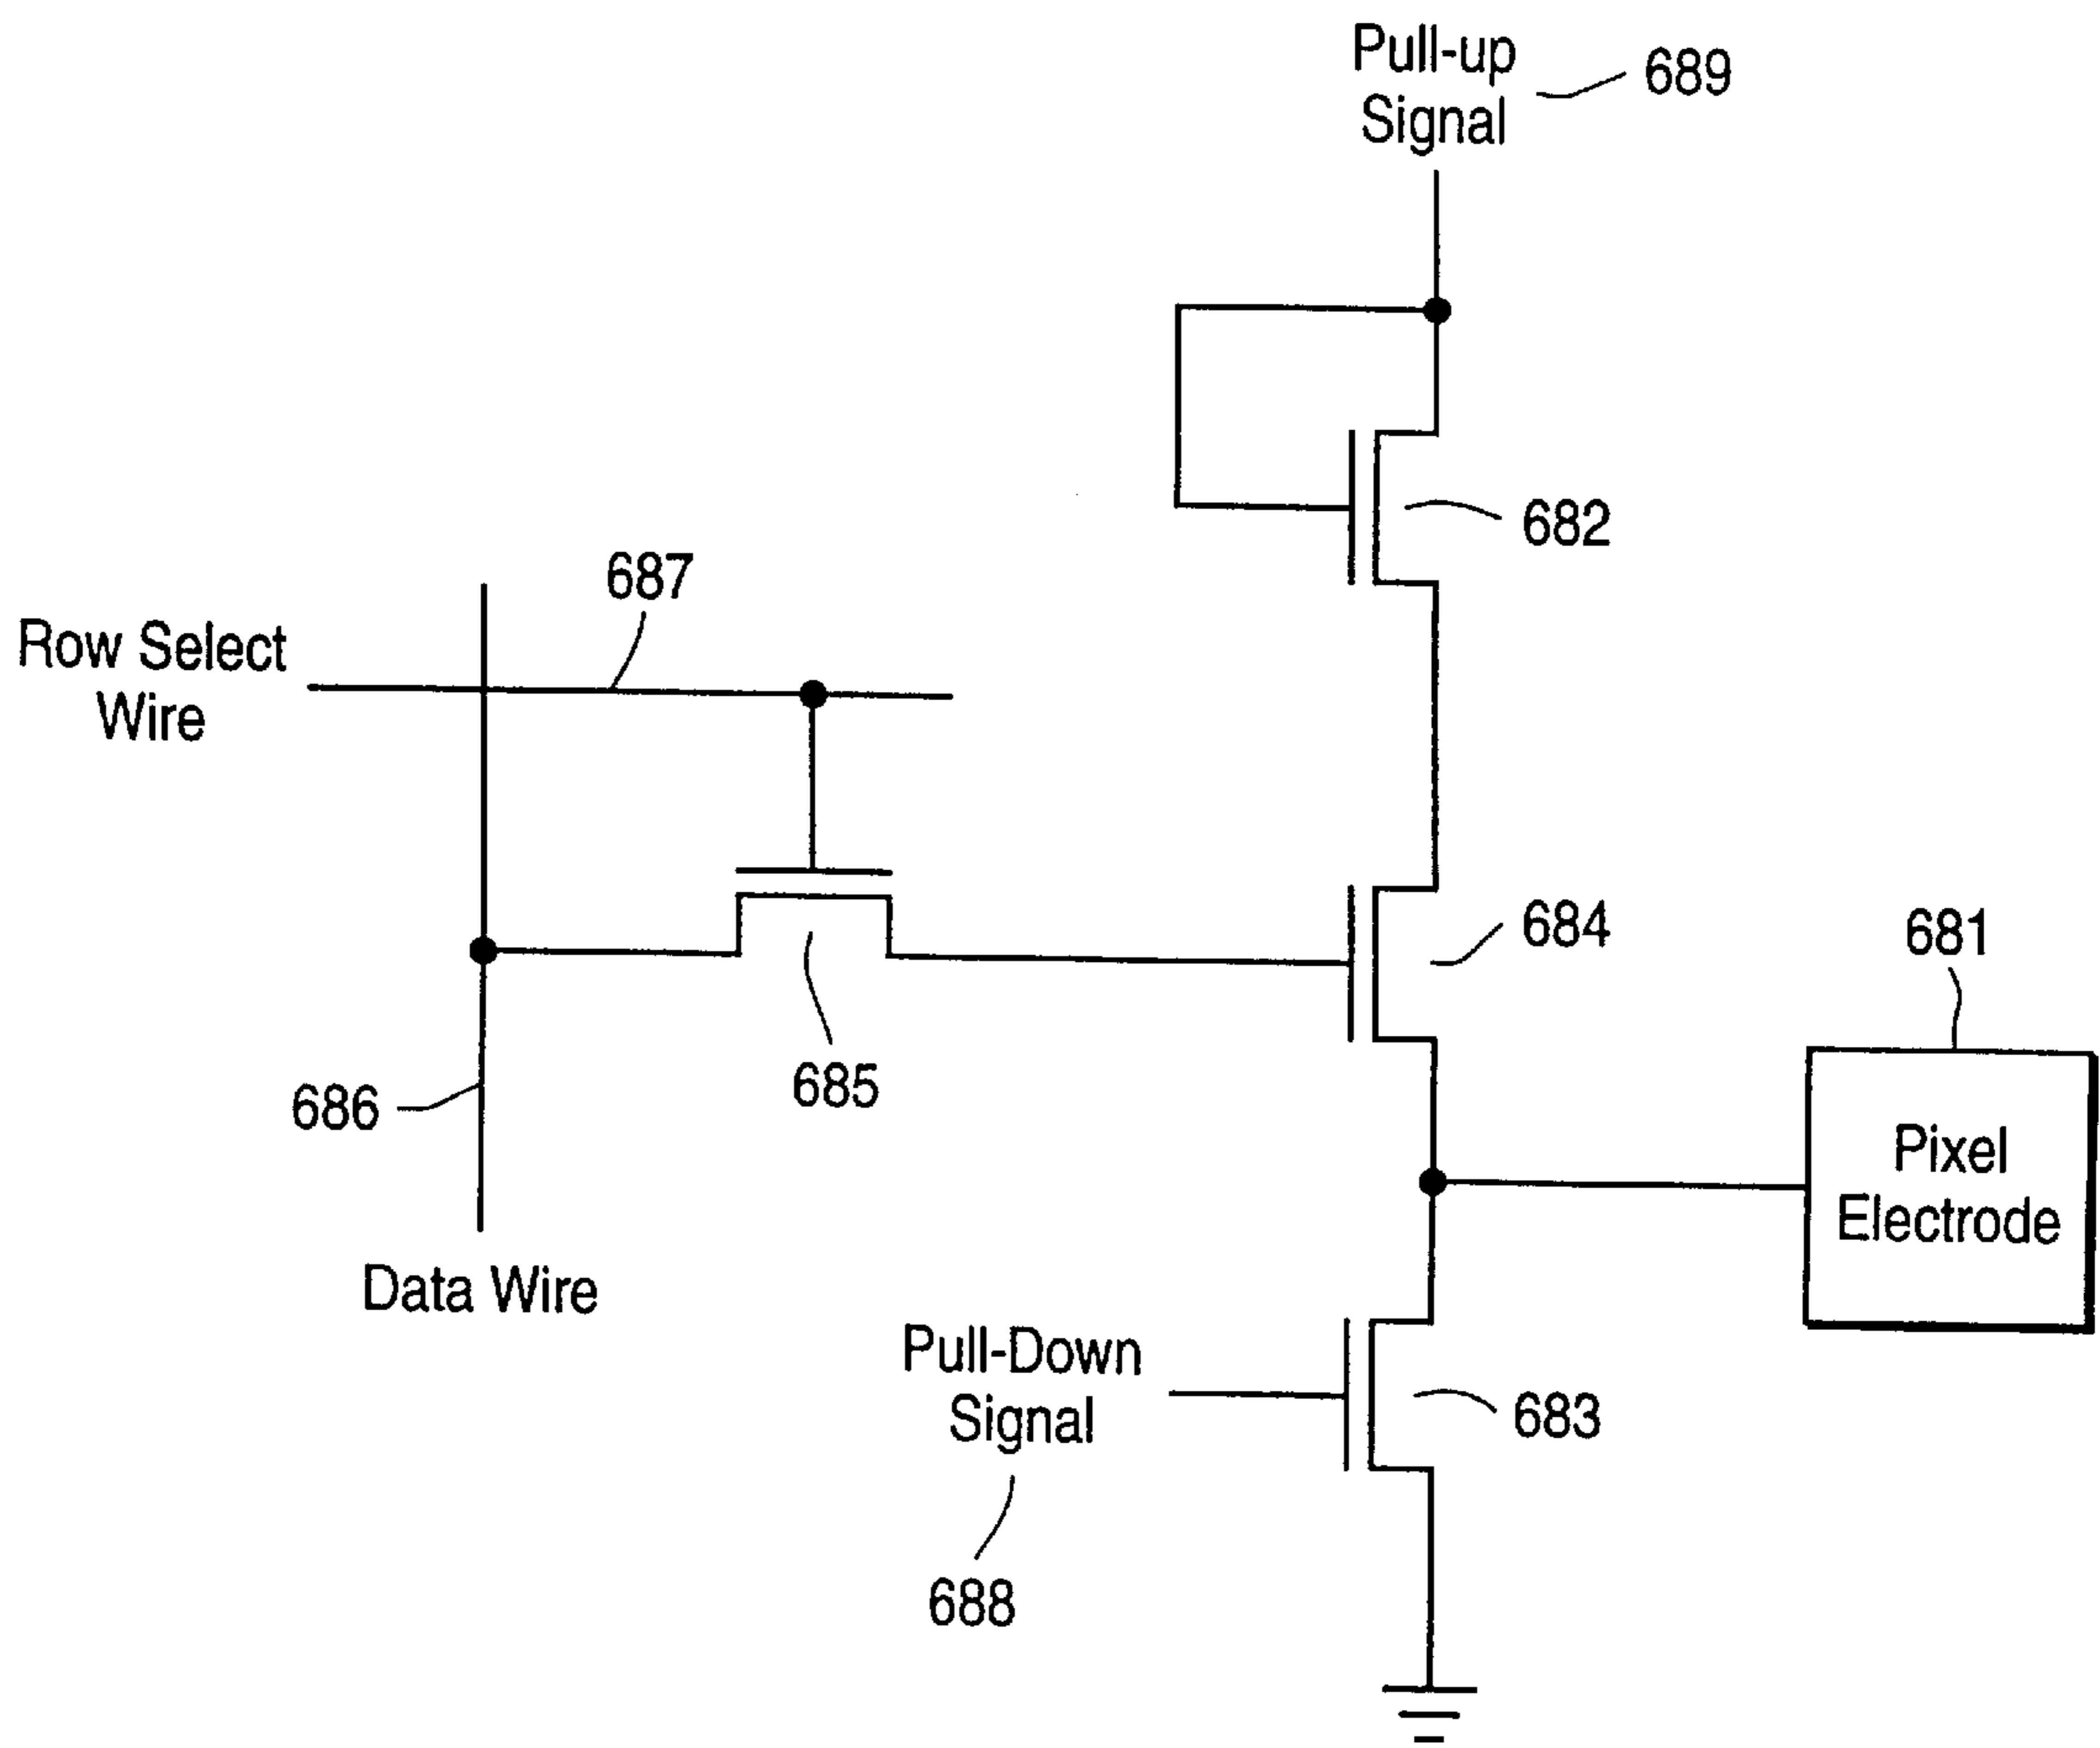 Pull-up
Signal
689
682
687
Row Select
Wire
684
681
685
686
Pixel
Electrode
Data Wire
Pull-Down
Signal
683
688